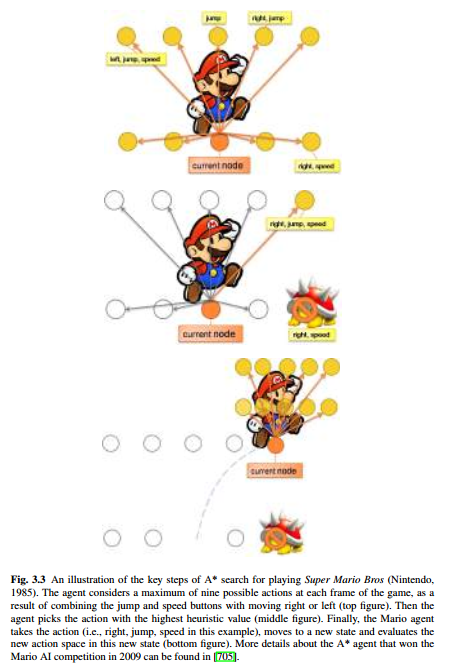 jump
right, jump
left, jump, speed
current node
right, speed
right, jump, speed
current node
right, speed
current node
Fig. 3.3 An illustration of the key steps of A* search for playing Super Mario Bros (Nintendo,
1985). The agent considers a maximum of nine possible actions at each frame of the game, as a
result of combining the jump and speed buttons with moving right or left (top figure). Then the
agent picks the action with the highest heuristic value (middle figure). Finally, the Mario agent
takes the action (i.e., right, jump, speed in this example), moves to a new state and evaluates the
new action space in this new state (bottom figure). More details about the A* agent that won the
Mario AI competition in 2009 can be found in [705].